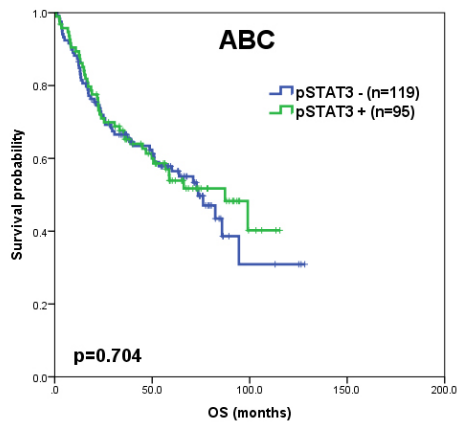 ABC
pSTAT3 - (n=119)
pSTAT3 + (n=95)
Survival probability
1.0
0.8
0.6
0.4
0.2
0.0
p=0.704
.0
50.0
100.0
150.0
200.0
OS (months)